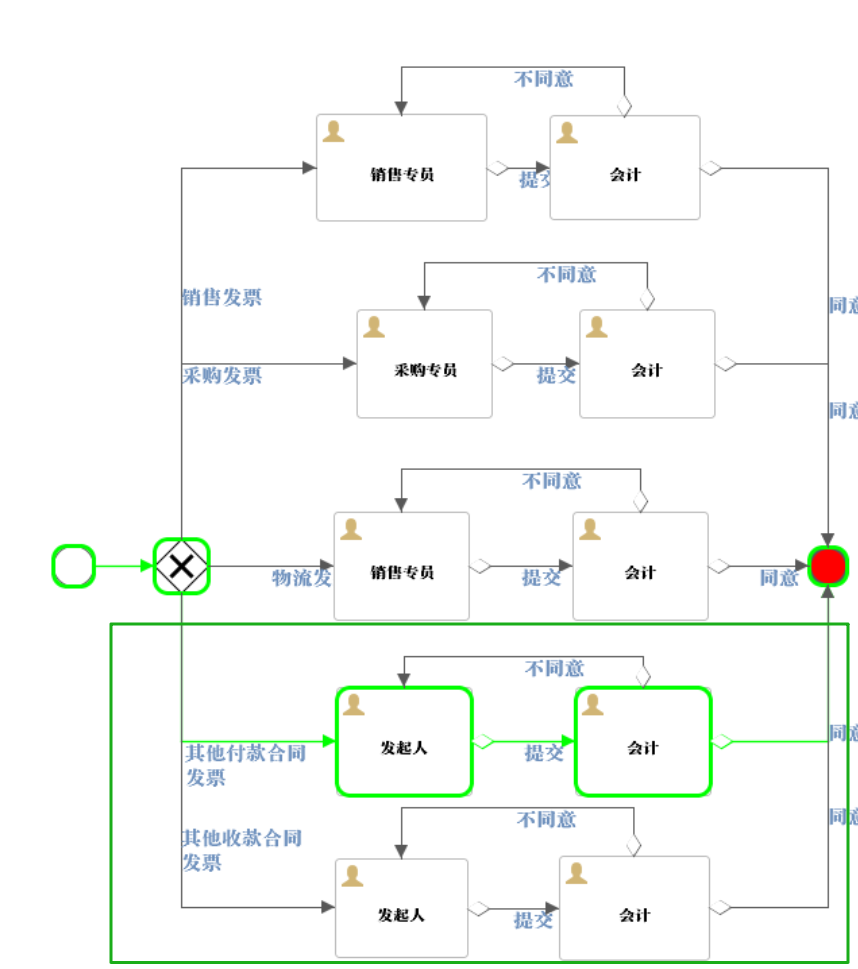 不同意
销售专员
提交
会计
销售发票
同意
不同意
采购发票
采购专员
提交
会计
同意
不同意
物流发
销售专员
提交
会计
同意
不同意
其他付款合同
发票
发起人
提交
会计
同意
不同意
其他收款合同
发票
发起人
提交
会计
同意